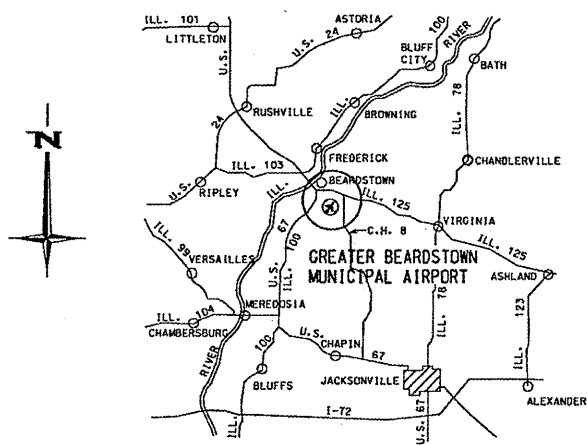 ILL. 101
LITTLETON
U.S.
24
ASTORIA
100
RIVER
BLUFF
CITY
BATH
U.S.
ILL.
78
ILL.
RUSHVILLE
BROWNING
24
FREDERICK
CHANDLERVILLE
ILL. 103
ILL.
BEARDSTOWN
U.S.
RIPLEY
ILL. 125
N
VIRGINIA
67
100
C.H. 8
ILL. 99
ILL. 125
VERSAILLES
GREATER BEARDSTOWN
MUNICIPAL AIRPORT
ASHLAND
U.S.
ILL.
78
MEREDOSIA
123
ILL. 104
CHAMBERSBURG
ILL.
U.S.
CHAPIN
67
ILL.
100
RIVER
BLUFFS
JACKSONVILLE
ALEXANDER
I-72
ILL.
U.S. 67